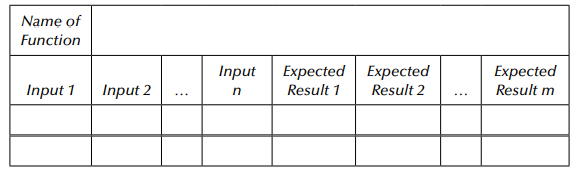 Name of
Function
Input 1 Input 2 ... Input n Expected Result 1 Expected Result 2 ... Expected Result m